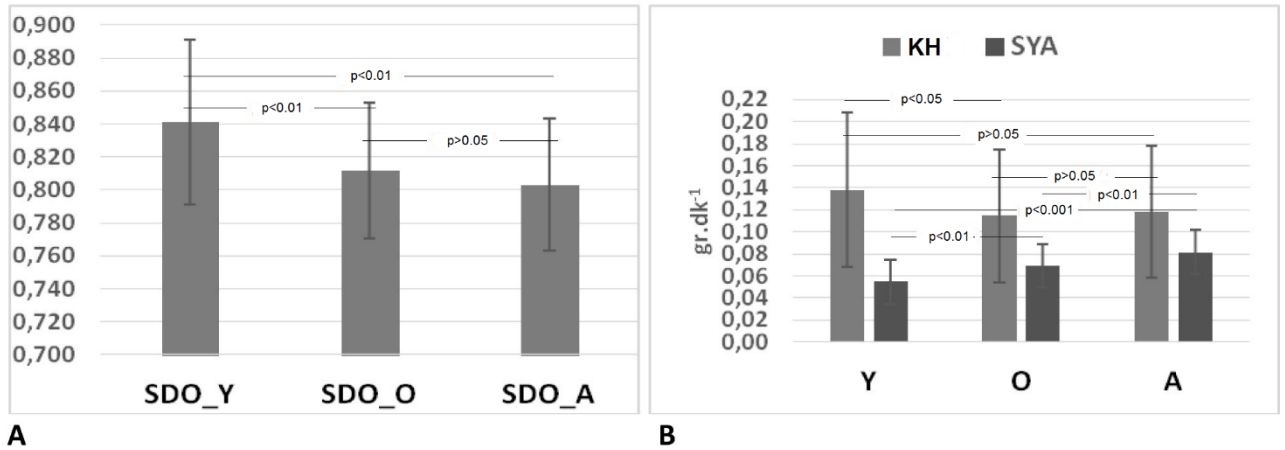 0,900
0,880
0,860
0,840
0,820
0,800
0,780
0,760
0,740
0,720
0,700
p<0.01
p<0.01
p>0.05
SDO_Y SDO_O SDO_A
A
KH SYA
gr.dk-1
0,22
0,20
0,18
0,16
0,14
0,12
0,10
0,08
0,06
0,04
0,02
0,00
p<0.05
p>0.05
p>0.05
p<0.01
p<0.001
p<0.01
Y O A
B